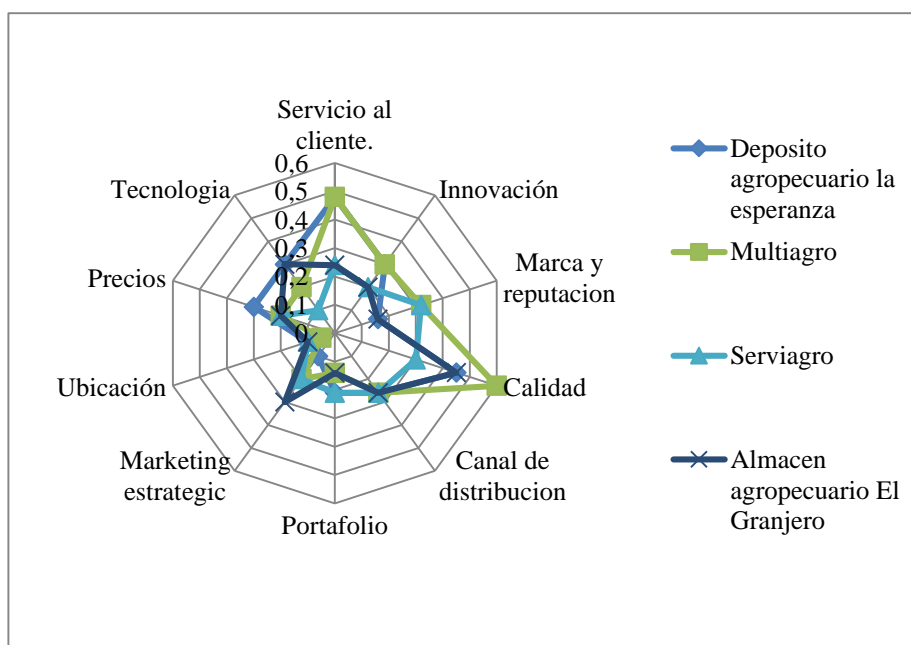 Servicio al
cliente.
Innovación
Marca y
reputacion
Calidad
Canal de
distribucion
Portafolio
Marketing
estrategic
Ubicación
Precios
Tecnologia
0,6
0,5
0,4
0,3
0,2
0,1
0
Deposito
agropecuario la
esperanza
Multiagro
Serviagro
Almacen
agropecuario El
Granjero